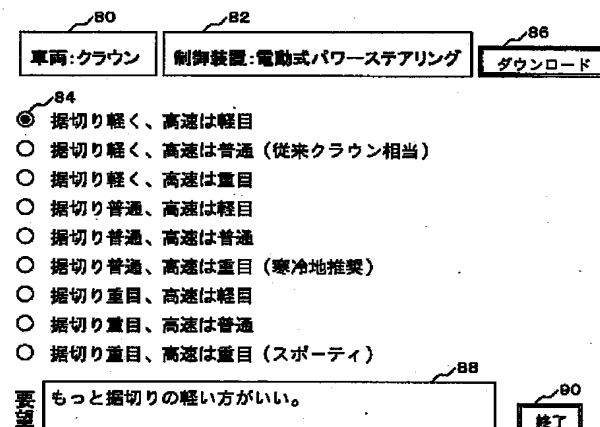 80 82 86
車両:クラウン 制御装置:電動式パワーステアリング ダウンロード
84
据切り軽く、高速は軽目
据切り軽く、高速は普通(従来クラウン相当)
据切り軽く、高速は重目
据切り普通、高速は軽目
据切り普通、高速は普通
据切り普通、高速は重目(寒冷地推奨)
据切り重目、高速は軽目
据切り重目、高速は普通
据切り重目、高速は重目(スポーティ)
88
要望 もっと据切りの軽い方がいい。
90
終了